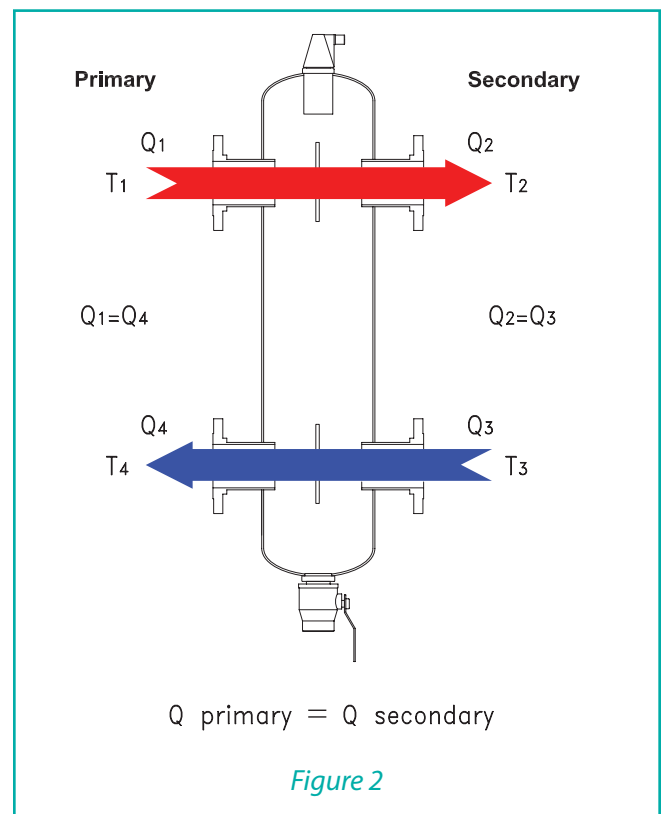 Primary Secondary
Q1 Q2
T1 T2
Q1=Q4 Q2=Q3
Q4 Q3
T4 T3
Q primary = Q secondary
Figure 2